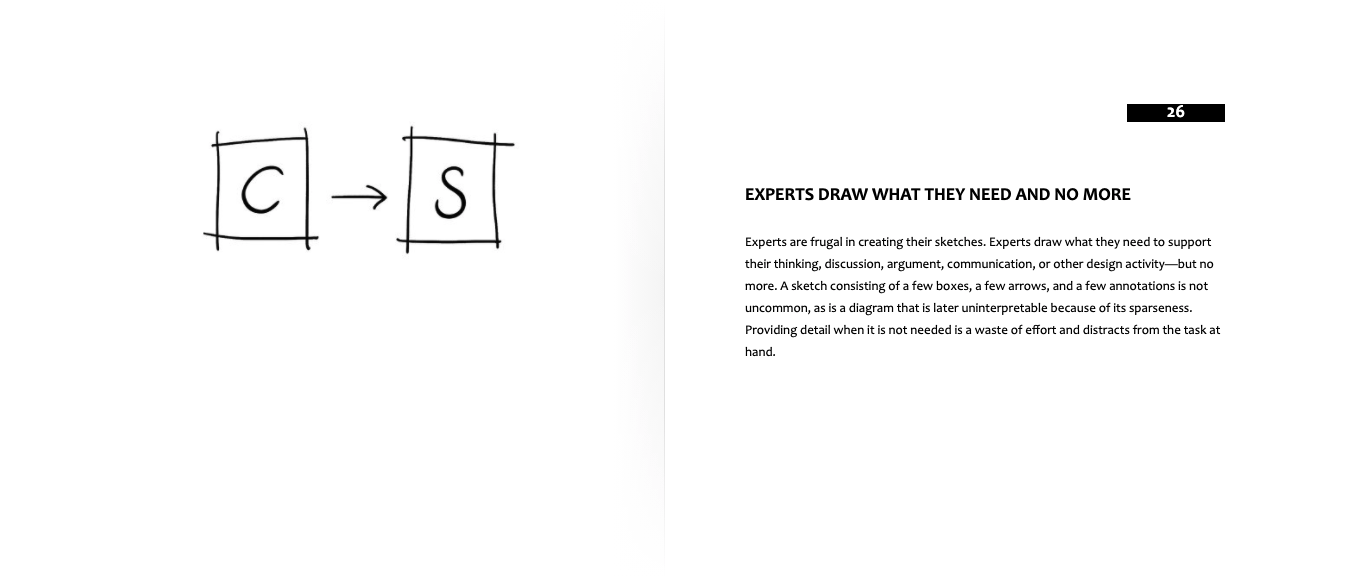 C → S
26
EXPERTS DRAW WHAT THEY NEED AND NO MORE
Experts are frugal in creating their sketches. Experts draw what they need to support
their thinking, discussion, argument, communication, or other design activity—but no
more. A sketch consisting of a few boxes, a few arrows, and a few annotations is not
uncommon, as is a diagram that is later uninterpretable because of its sparseness.
Providing detail when it is not needed is a waste of effort and distracts from the task at
hand.